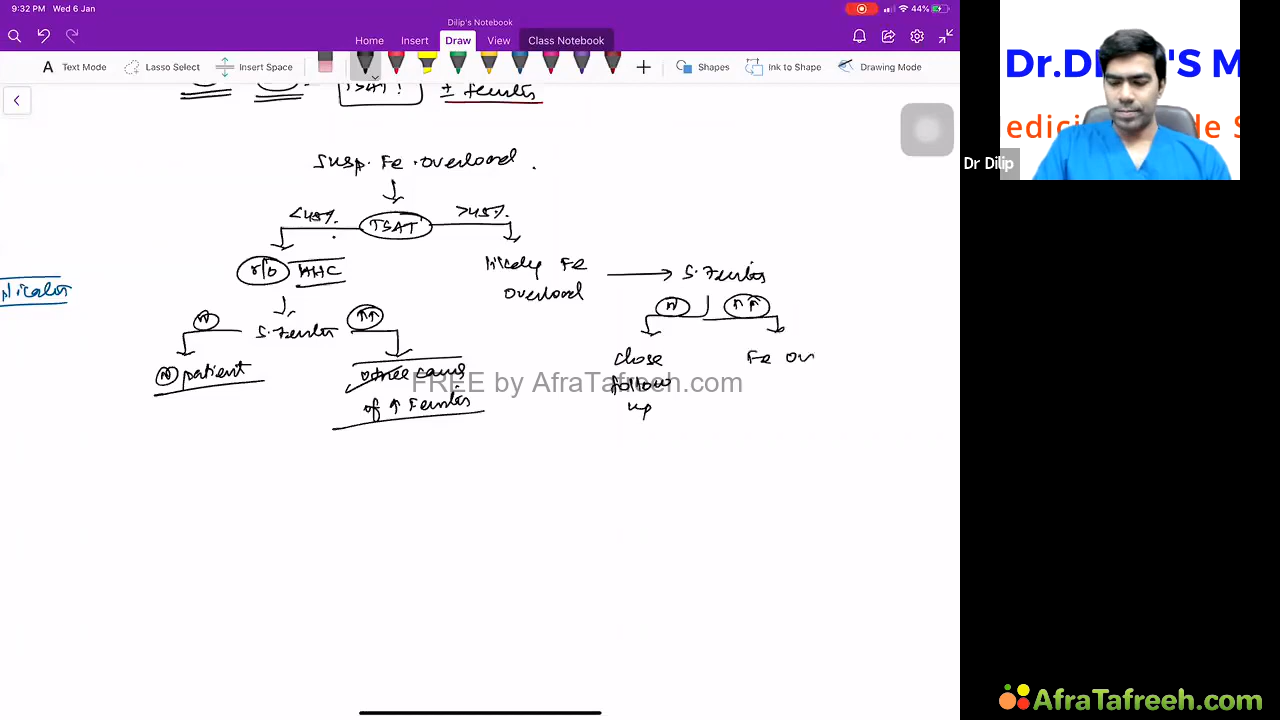 9:32 PM Wed 6 Jan
44%
Dilip's Notebook
Home Insert Draw View Class Notebook
Text Mode Lasso Select Insert Space Shapes Ink to Shape Drawing Mode
TSAT ↑ ± ferritin
Susp. Fe. overload.
<45% TSAT >45%
r/o HHC
likely Fe → S. Ferritin
overload
N S. Ferritin ↑↑
N ↑↑
N patient
other cause
of ↑ Ferritin
close
follow
up
Fe ov
FREE by AfraTafreeh.com
Dr.DI 'S M
edici de S
Dr Dilip
AfraTafreeh.com